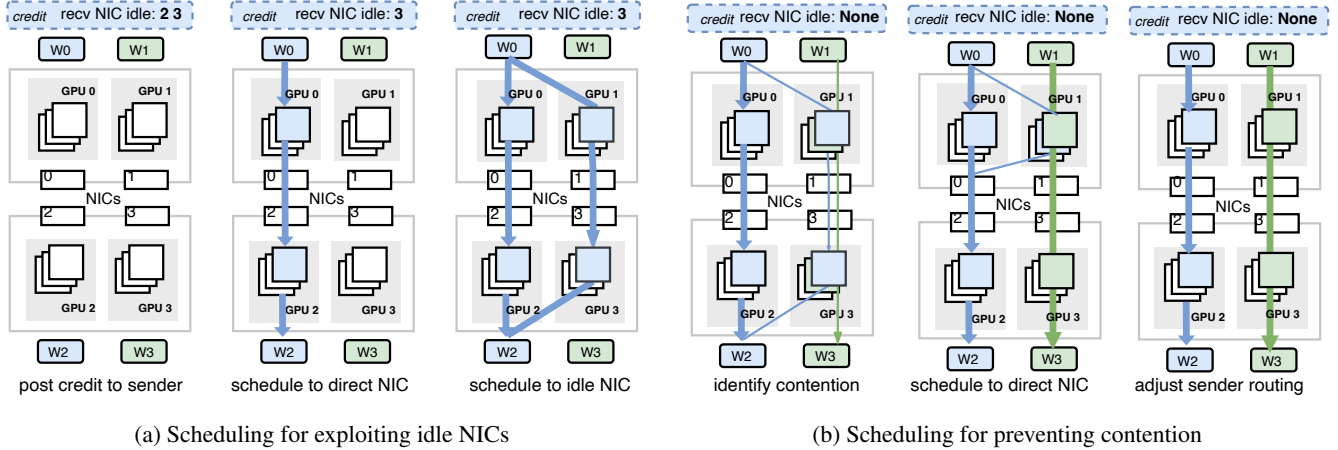 credit recv NIC idle: 2 3
W0 W1
GPU 0 GPU 1
0 1
NICs
2 3
GPU 2 GPU 3
W2 W3
post credit to sender
credit recv NIC idle: 3
W0 W1
GPU 0 GPU 1
0 1
NICs
2 3
GPU 2 GPU 3
W2 W3
schedule to direct NIC
credit recv NIC idle: 3
W0 W1
GPU 0 GPU 1
0 1
NICs
2 3
GPU 2 GPU 3
W2 W3
schedule to idle NIC
(a) Scheduling for exploiting idle NICs
credit recv NIC idle: None
W0 W1
GPU 0 GPU 1
0 1
NICs
2 3
GPU 2 GPU 3
W2 W3
identify contention
credit recv NIC idle: None
W0 W1
GPU 0 GPU 1
0 1
NICs
2 3
GPU 2 GPU 3
W2 W3
schedule to direct NIC
credit recv NIC idle: None
W0 W1
GPU 0 GPU 1
0 1
NICs
2 3
GPU 2 GPU 3
W2 W3
adjust sender routing
(b) Scheduling for preventing contention